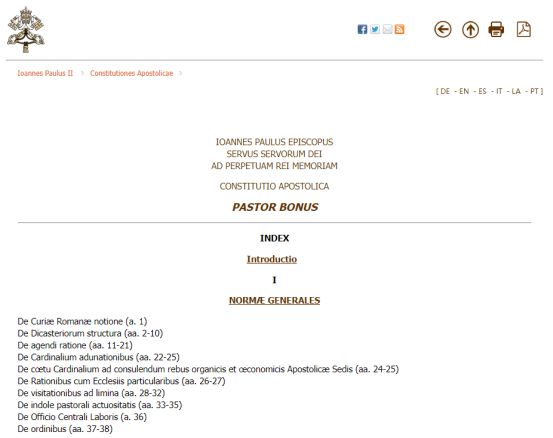 Ioannes Paulus II > Constitutiones Apostolicae >
[ DE - EN - ES - IT - LA - PT ]
IOANNES PAULUS EPISCOPUS
SERVUS SERVORUM DEI
AD PERPETUAM REI MEMORIAM
CONSTITUTIO APOSTOLICA
PASTOR BONUS
INDEX
Introductio
I
NORMÆ GENERALES
De Curiæ Romanæ notione (a. 1)
De Dicasteriorum structura (aa. 2-10)
De agendi ratione (aa. 11-21)
De Cardinalium adunationibus (aa. 22-25)
De cœtu Cardinalium ad consulendum rebus organicis et œconomicis Apostolicæ Sedis (aa. 24-25)
De Rationibus cum Ecclesiis particularibus (aa. 26-27)
De visitationibus ad limina (aa. 28-32)
De indole pastorali actuositatis (aa. 33-35)
De Officio Centrali Laboris (a. 36)
De ordinibus (aa. 37-38)